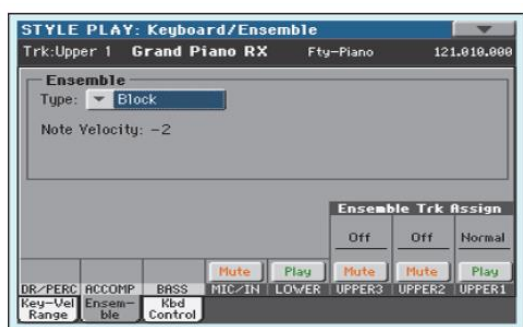 STYLE PLAY: Keyboard/Ensemble
Trk:Upper 1 Grand Piano RX Fty-Piano 121.010.000
Ensemble
Type: Block
Note Velocity: -2
Ensemble Trk Assign
Off Off Normal
Mute Play Mute Mute Play
DR/PERC ACCOMP BASS MIC/IN LOWER UPPER3 UPPER2 UPPER1
Key-Vel Ensem- Kbd
Range ble Control